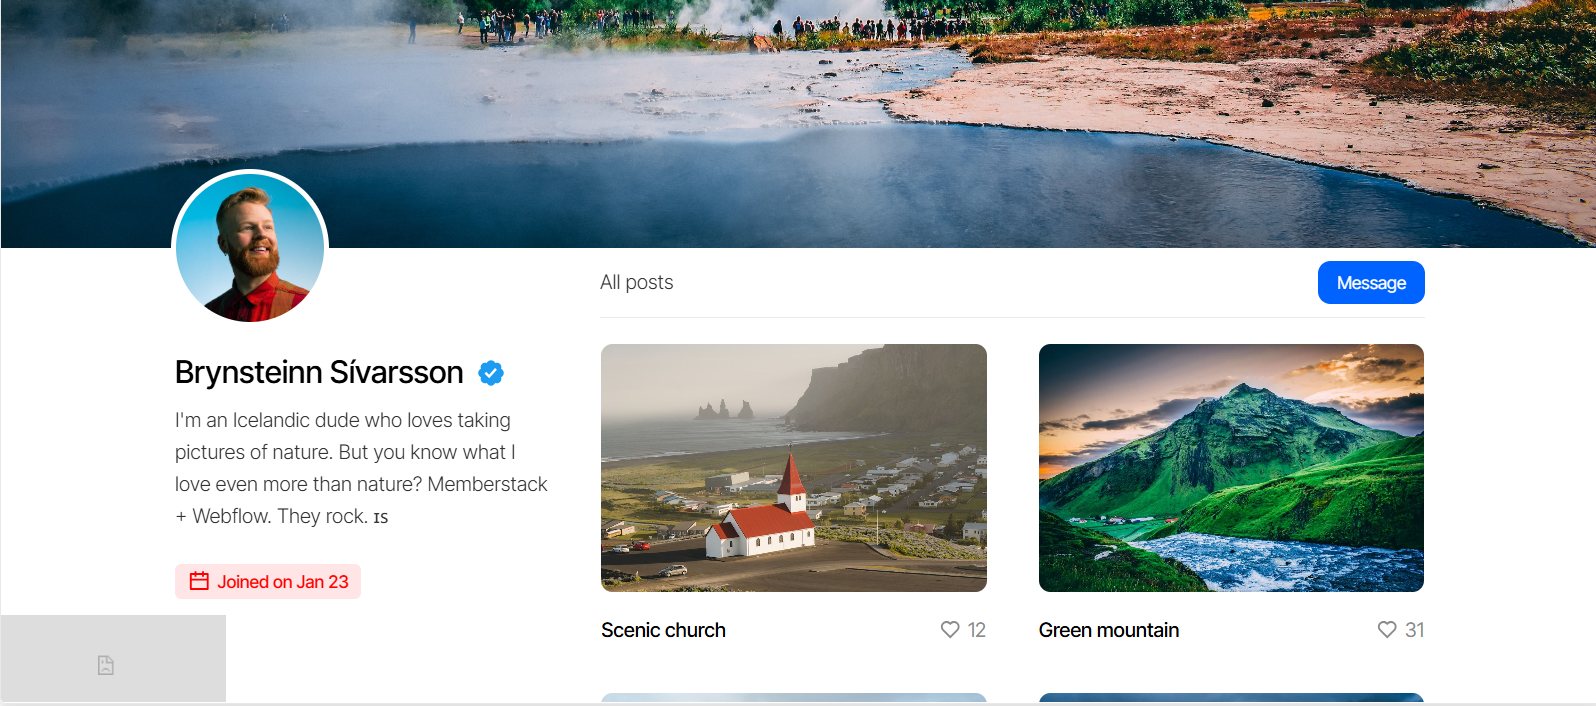 All posts
Message
Brynsteinn Sívarsson
I'm an Icelandic dude who loves taking
pictures of nature. But you know what I
love even more than nature? Memberstack
+ Webflow. They rock. IS
Joined on Jan 23
Scenic church
12
Green mountain
31